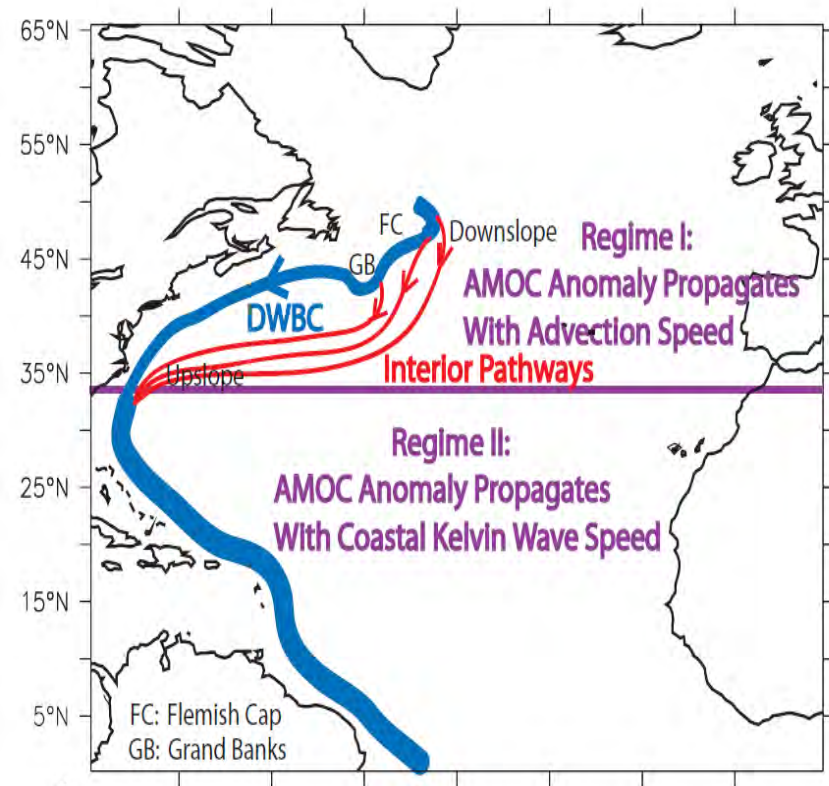 65°N
55°N
45°N
35°N
25°N
15°N
5°N
FC
Downslope
GB
DWBC
Upslope
Regime I:
AMOC Anomaly Propagates
With Advection Speed
Interior Pathways
Regime II:
AMOC Anomaly Propagates
With Coastal Kelvin Wave Speed
FC: Flemish Cap
GB: Grand Banks